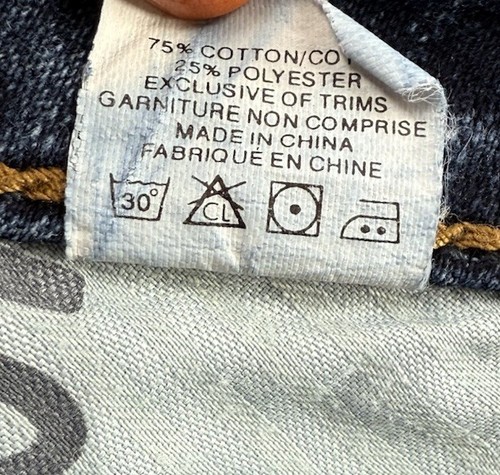 75% COTTON/CO
25% POLYESTER
EXCLUSIVE OF TRIMS
GARNITURE NON COMPRISE
MADE IN CHINA
FABRIQUÉ EN CHINE
30° CL